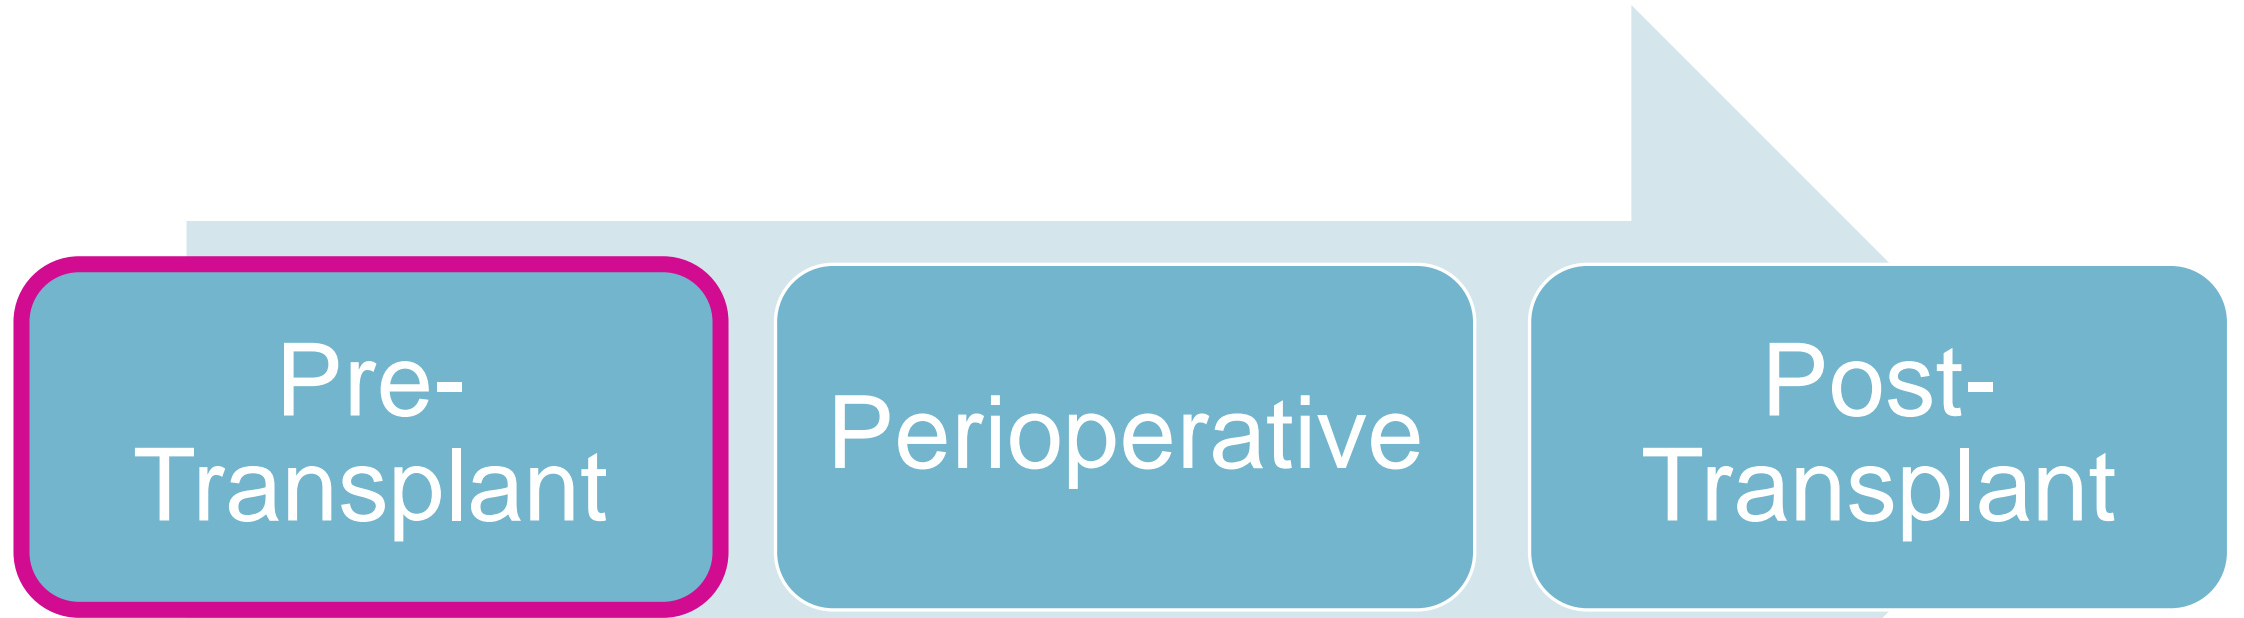 Pre-
Transplant
Perioperative
Post-
Transplant